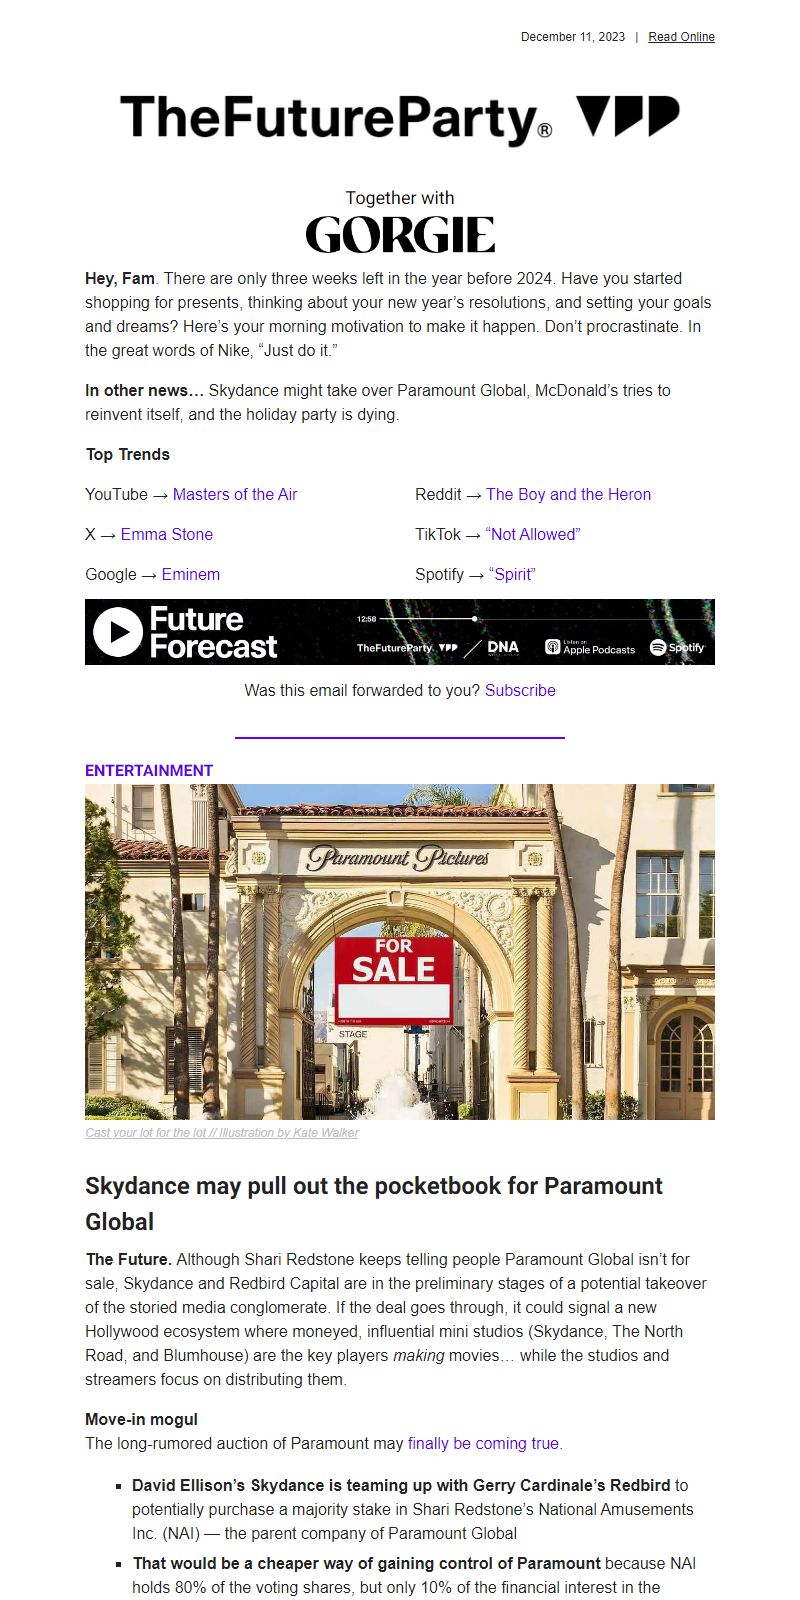 December 11, 2023 | Read Online
TheFutureParty®
Together with
GORGIE
Hey, Fam. There are only three weeks left in the year before 2024. Have you started
shopping for presents, thinking about your new year’s resolutions, and setting your goals
and dreams? Here’s your morning motivation to make it happen. Don’t procrastinate. In
the great words of Nike, “Just do it.”
In other news… Skydance might take over Paramount Global, McDonald’s tries to
reinvent itself, and the holiday party is dying.
Top Trends
YouTube → Masters of the Air
Reddit → The Boy and the Heron
X → Emma Stone
TikTok → “Not Allowed”
Google → Eminem
Spotify → “Spirit”
Future
Forecast
12:58
TheFutureParty.
DNA
Listen on
Apple Podcasts
Spotify
Was this email forwarded to you? Subscribe
ENTERTAINMENT
Paramount Pictures
FOR
SALE
STAGE
Cast your lot for the lot // Illustration by Kate Walker
Skydance may pull out the pocketbook for Paramount
Global
The Future. Although Shari Redstone keeps telling people Paramount Global isn’t for
sale, Skydance and Redbird Capital are in the preliminary stages of a potential takeover
of the storied media conglomerate. If the deal goes through, it could signal a new
Hollywood ecosystem where moneyed, influential mini studios (Skydance, The North
Road, and Blumhouse) are the key players making movies… while the studios and
streamers focus on distributing them.
Move-in mogul
The long-rumored auction of Paramount may finally be coming true.
▪ David Ellison’s Skydance is teaming up with Gerry Cardinale’s Redbird to
potentially purchase a majority stake in Shari Redstone’s National Amusements
Inc. (NAI) — the parent company of Paramount Global
▪ That would be a cheaper way of gaining control of Paramount because NAI
holds 80% of the voting shares, but only 10% of the financial interest in the